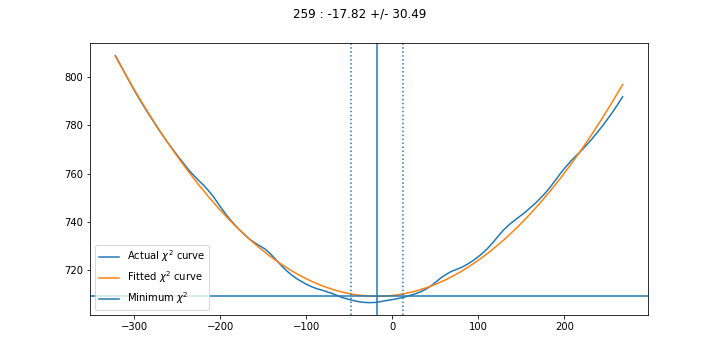 259 : -17.82 +/- 30.49
800
780
760
740
720
Actual χ² curve
Fitted χ² curve
Minimum χ²
−300 −200 −100 0 100 200